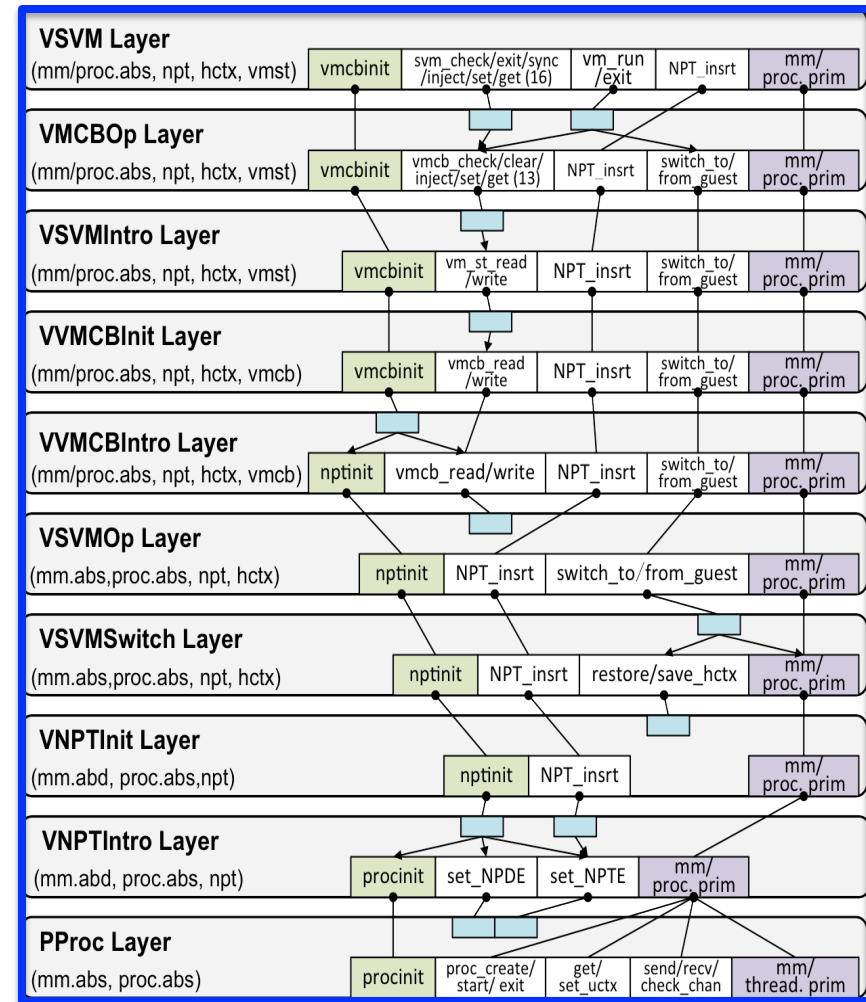 VSVM Layer
(mm/proc.abs, npt, hctx, vmst)
vmcbinit
svm_check/exit/sync
/inject/set/get (16)
vm_run
/exit
NPT_insrt
mm/
proc. prim
VMCBOp Layer
(mm/proc.abs, npt, hctx, vmst)
vmcbinit
vmcb_check/clear/
inject/set/get (13)
NPT_insrt
switch_to/
from_guest
mm/
proc. prim
VSVMIntro Layer
(mm/proc.abs, npt, hctx, vmst)
vmcbinit
vm_st_read
/write
NPT_insrt
switch_to/
from_guest
mm/
proc. prim
VVMCBInit Layer
(mm/proc.abs, npt, hctx, vmcb)
vmcbinit
vmcb_read
/write
NPT_insrt
switch_to/
from_guest
mm/
proc. prim
VVMCBIntro Layer
(mm/proc.abs, npt, hctx, vmcb)
nptinit
vmcb_read/write
NPT_insrt
switch_to/
from_guest
mm/
proc. prim
VSVMOp Layer
(mm.abs,proc.abs, npt, hctx)
nptinit
NPT_insrt
switch_to/from_guest
mm/
proc. prim
VSVMSwitch Layer
(mm.abs,proc.abs, npt, hctx)
nptinit
NPT_insrt
restore/save_hctx
mm/
proc. prim
VNPTInit Layer
(mm.abd, proc.abs,npt)
nptinit
NPT_insrt
mm/
proc. prim
VNPTIntro Layer
(mm.abd, proc.abs, npt)
procinit
set_NPDE
set_NPTE
mm/
proc. prim
PProc Layer
(mm.abs, proc.abs)
procinit
proc_create/
start/ exit
get/
set_uctx
send/recv/
check_chan
mm/
thread. prim